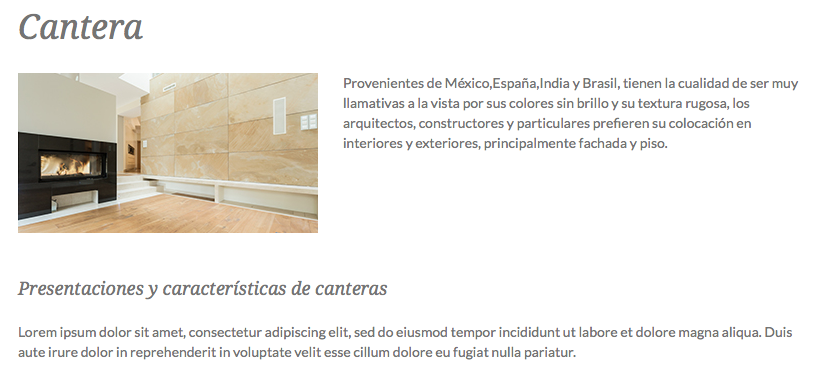 Cantera
Provenientes de México,España,India y Brasil, tienen la cualidad de ser muy
llamativas a la vista por sus colores sin brillo y su textura rugosa, los
arquitectos, constructores y particulares prefieren su colocación en
interiores y exteriores, principalmente fachada y piso.
Presentaciones y características de canteras
Lorem ipsum dolor sit amet, consectetur adipiscing elit, sed do eiusmod tempor incididunt ut labore et dolore magna aliqua. Duis
aute irure dolor in reprehenderit in voluptate velit esse cillum dolore eu fugiat nulla pariatur.